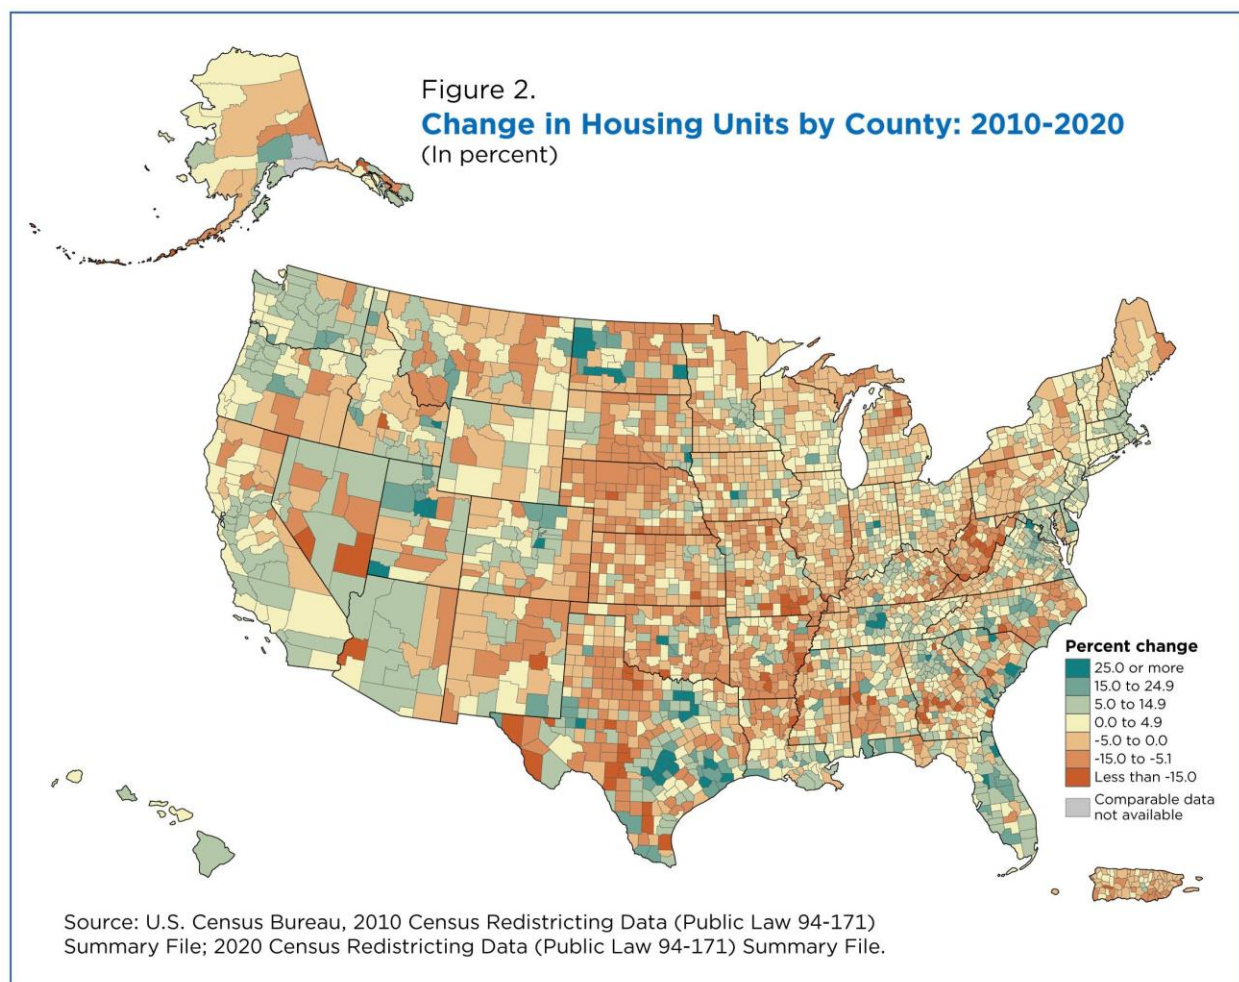 Figure 2.
Change in Housing Units by County: 2010-2020
(In percent)
Percent change
25.0 or more
15.0 to 24.9
5.0 to 14.9
0.0 to 4.9
-5.0 to 0.0
-15.0 to -5.1
Less than -15.0
Comparable data
not available
Source: U.S. Census Bureau, 2010 Census Redistricting Data (Public Law 94-171)
Summary File; 2020 Census Redistricting Data (Public Law 94-171) Summary File.